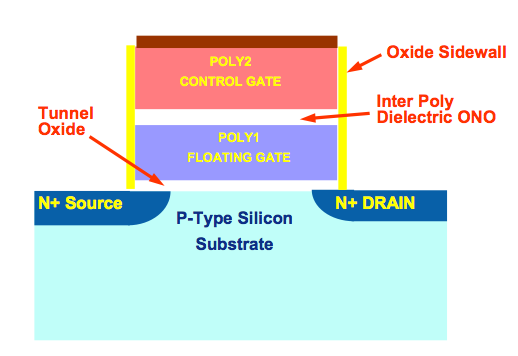 POLY2
CONTROL GATE
Oxide Sidewall
Inter Poly
Dielectric ONO
Tunnel
Oxide
POLY1
FLOATING GATE
N+ Source
P-Type Silicon
Substrate
N+ DRAIN